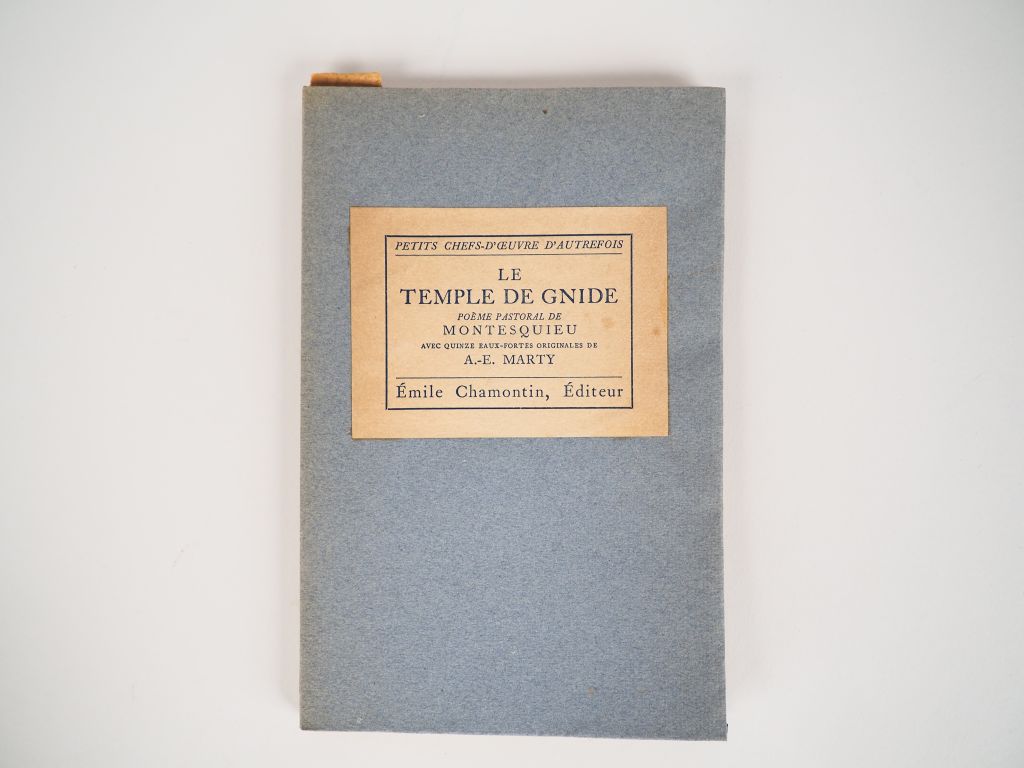 PETITS CHEFS-D'ŒUVRE D'AUTREFOIS
LE
TEMPLE DE GNIDE
POÈME PASTORAL DE
MONTESQUIEU
AVEC QUINZE EAUX-FORTES ORIGINALES DE
A.-E. MARTY
Émile Chamontin, Éditeur